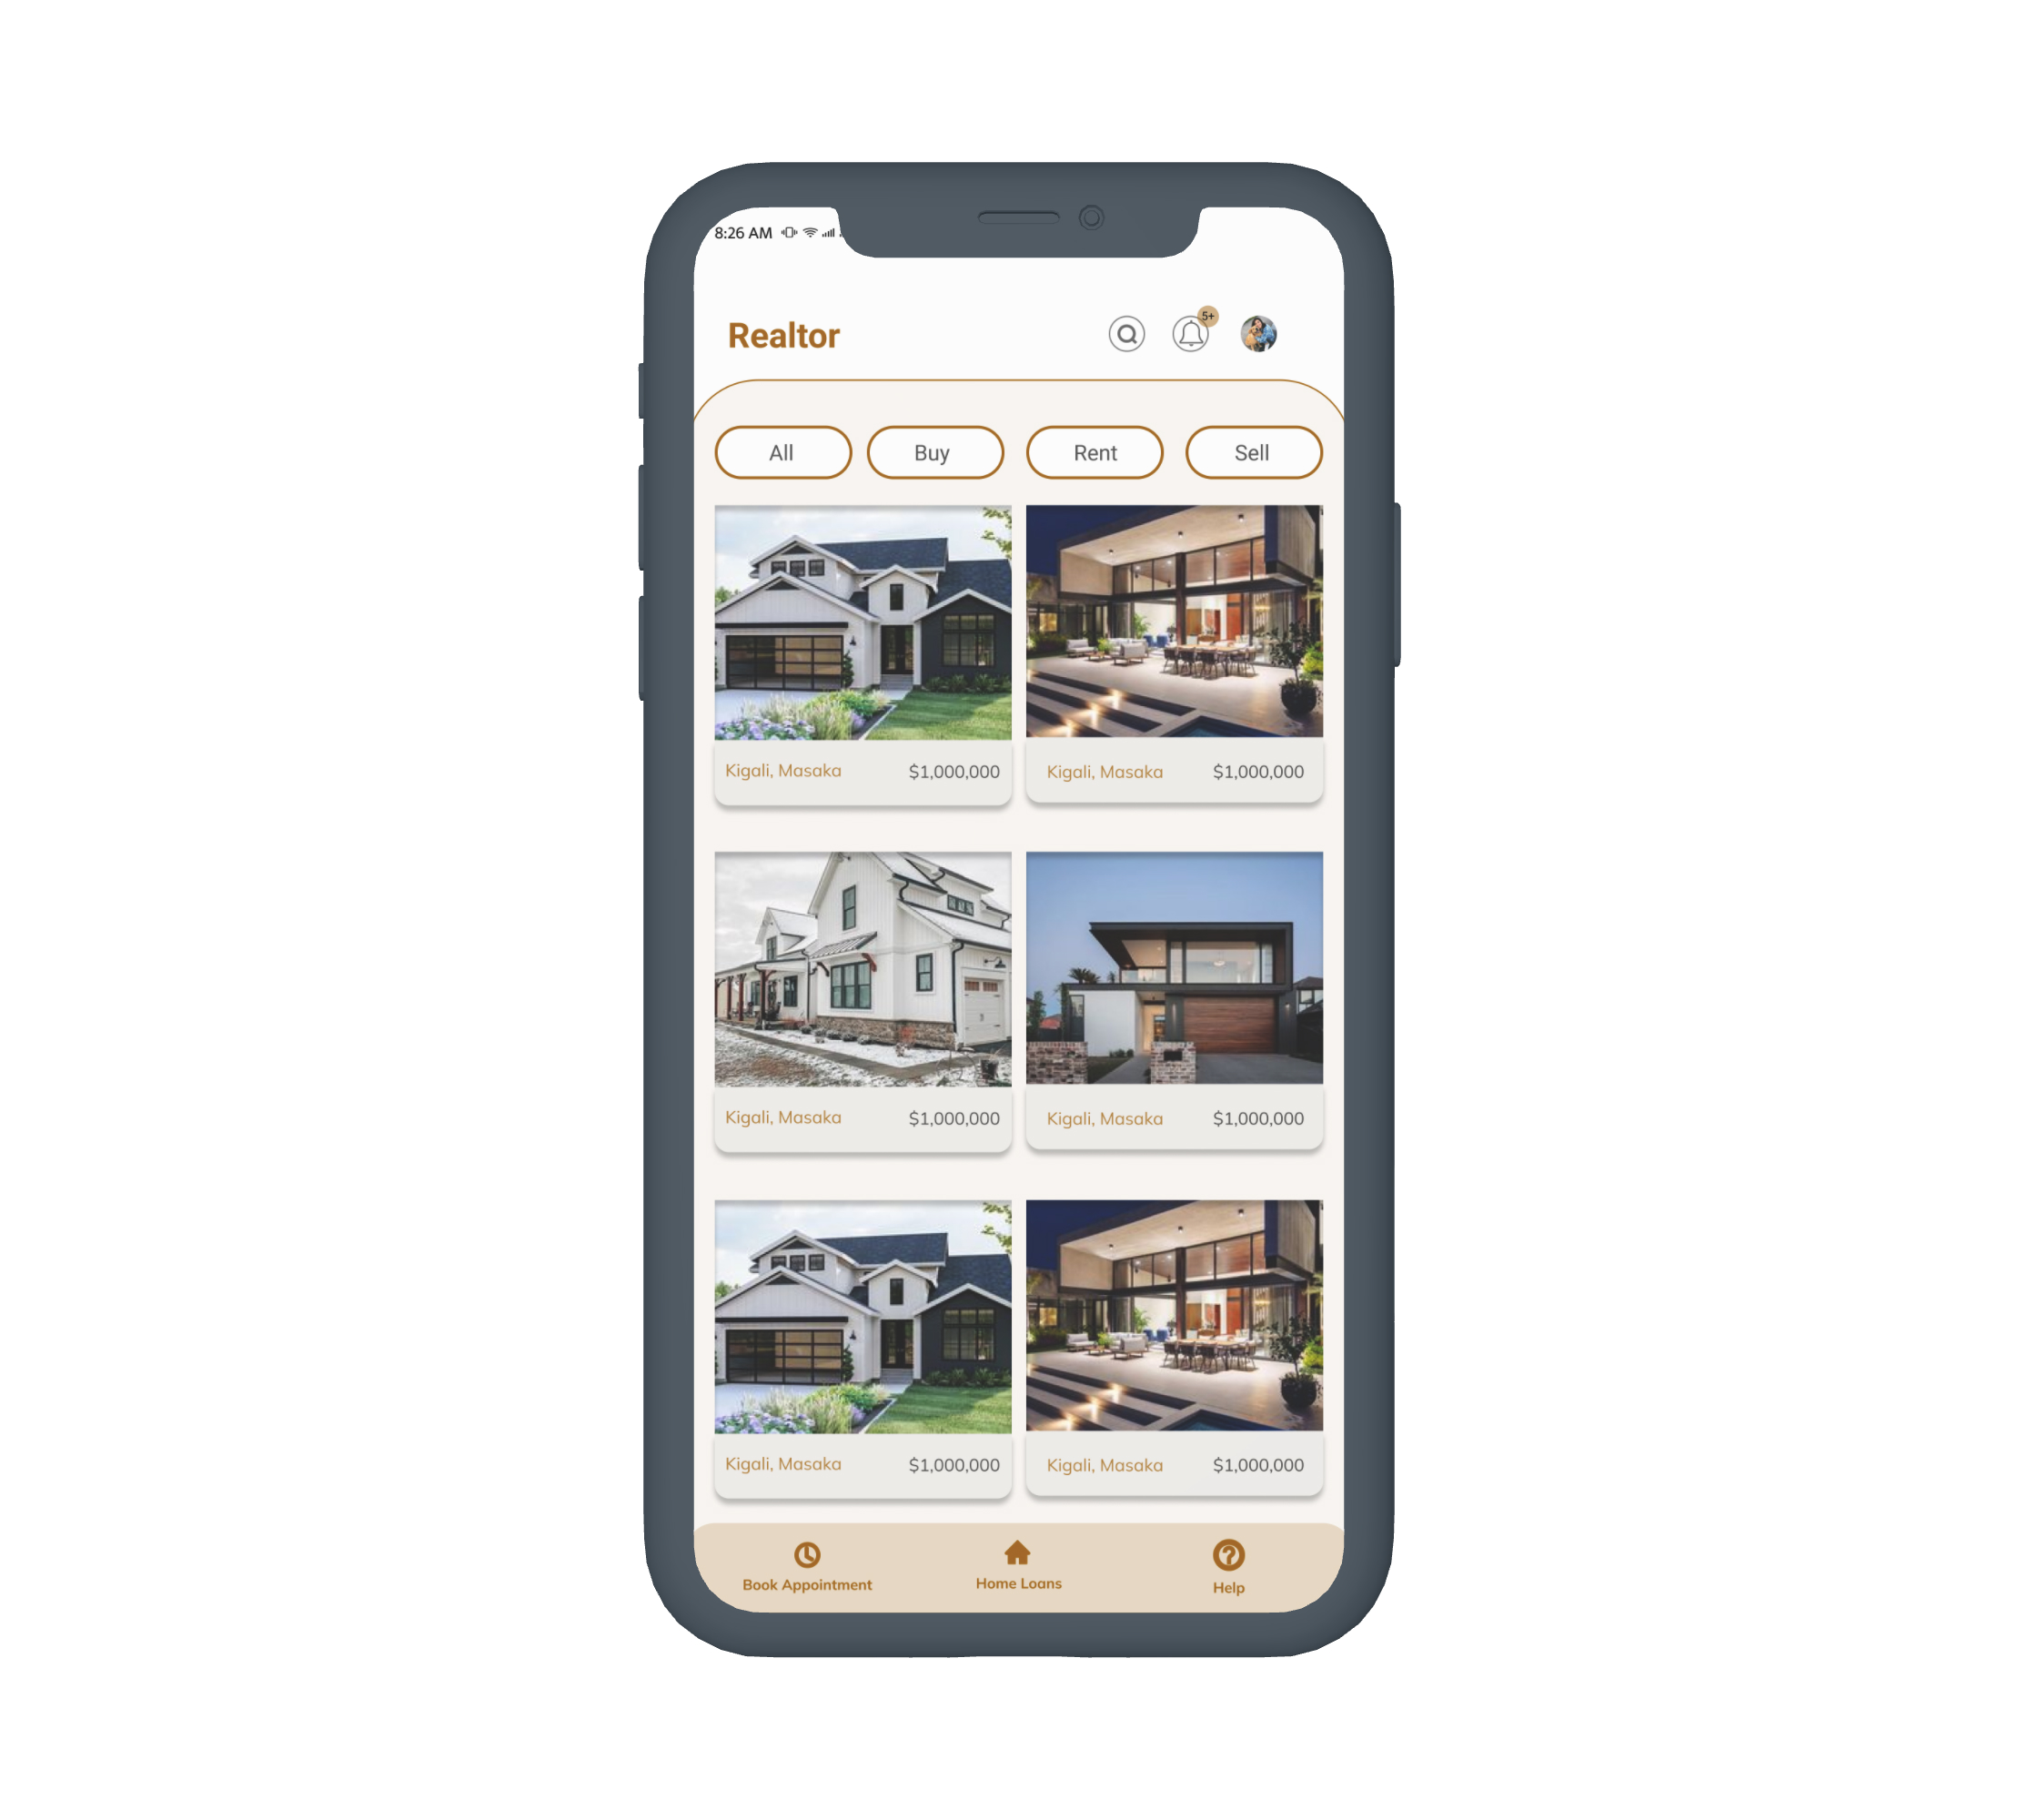 8:26 AM
Realtor
5+
All Buy Rent Sell
Kigali, Masaka $1,000,000
Kigali, Masaka $1,000,000
Kigali, Masaka $1,000,000
Kigali, Masaka $1,000,000
Kigali, Masaka $1,000,000
Kigali, Masaka $1,000,000
Book Appointment
Home Loans
Help